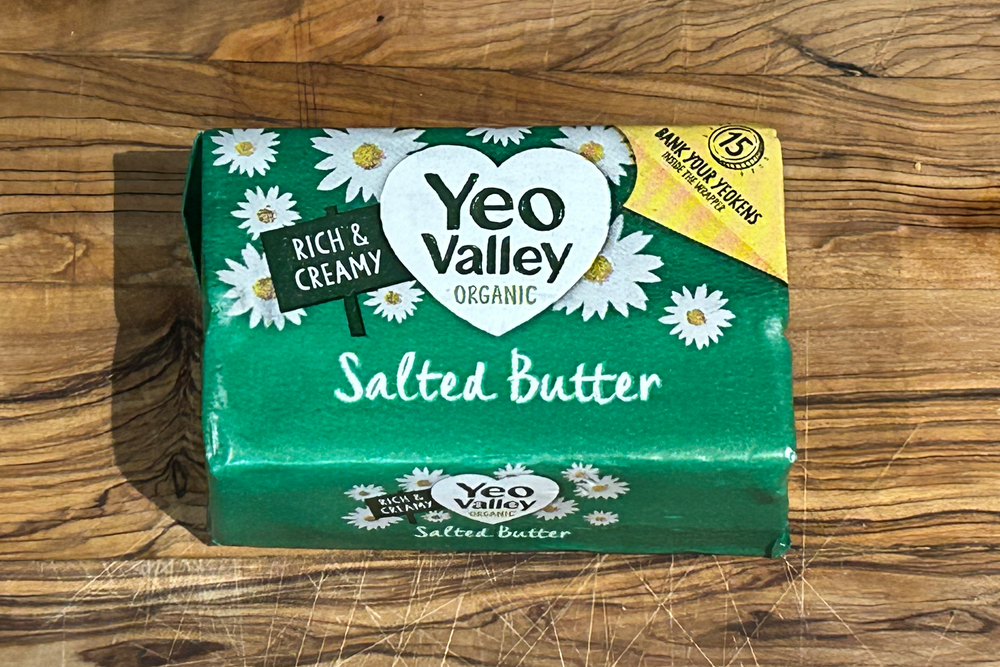 15
BANK YOUR YEOKENS
INSIDE THE WRAPPER
Yeo
Valley
ORGANIC
RICH &
CREAMY
Salted Butter
RICH &
CREAMY
Yeo
Valley
ORGANIC
Salted Butter